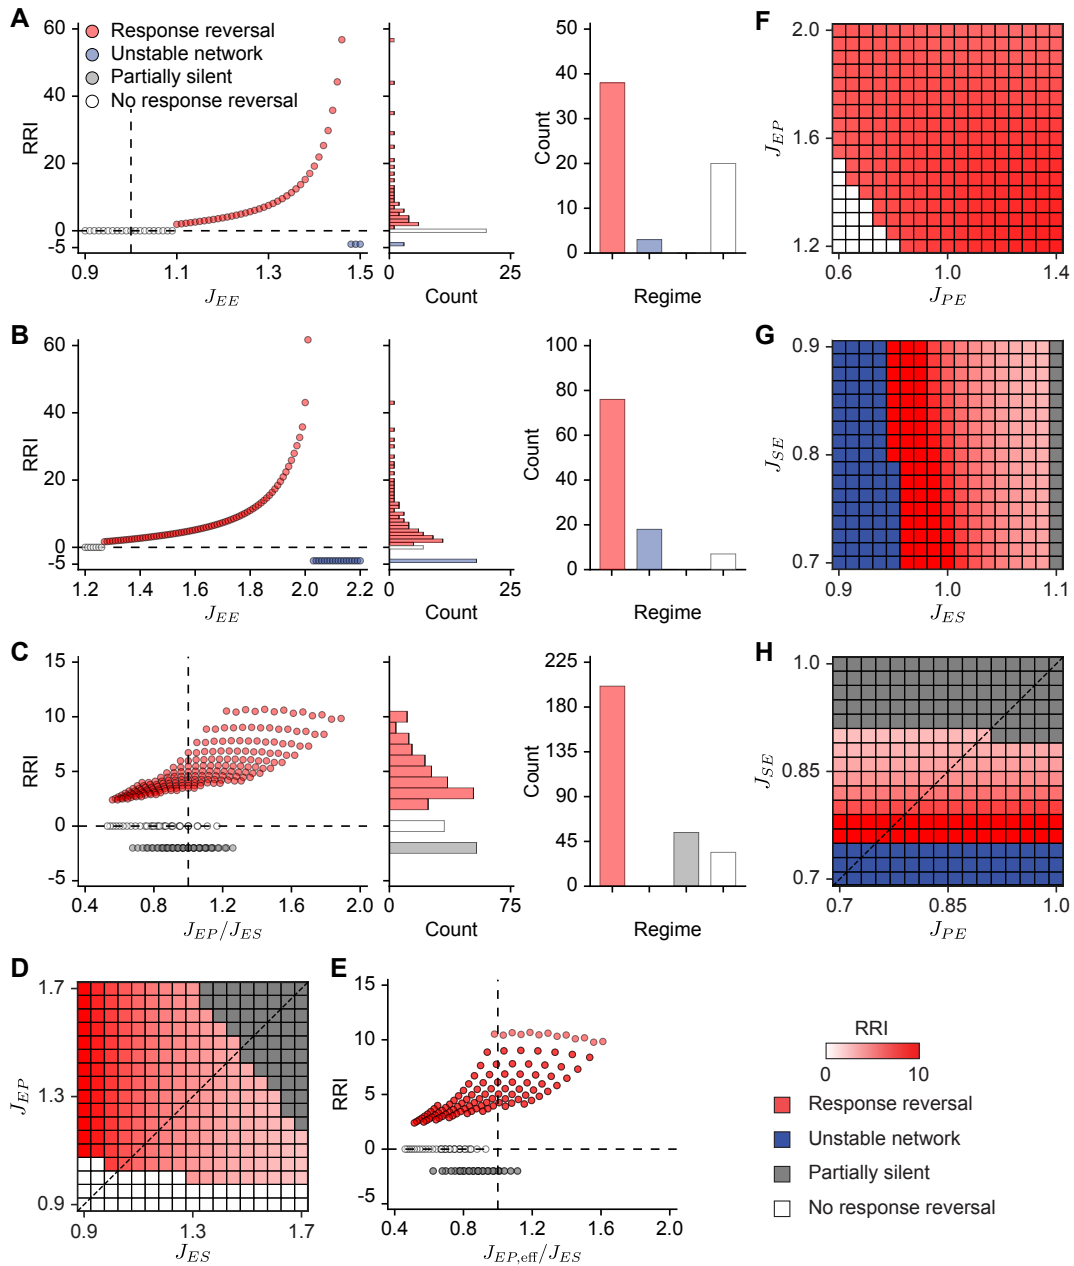 A
60
40
20
0
-5
RRI
Response reversal
Unstable network
Partially silent
No response reversal
0.9
1.1
1.3
1.5
J_EE
0
25
Count
50
40
30
20
10
0
Count
Regime
F
2.0
1.6
1.2
J_EP
0.6
1.0
1.4
J_PE
B
60
40
20
0
-5
RRI
1.2
1.4
1.6
1.8
2.0
2.2
J_EE
0
25
Count
100
80
60
40
20
0
Count
Regime
G
0.9
0.8
0.7
J_SE
0.9
1.0
1.1
J_ES
C
15
10
5
0
-5
RRI
0.4
0.8
1.2
1.6
2.0
J_EP/J_ES
0
75
Count
225
180
135
90
45
0
Count
Regime
H
1.0
0.85
0.7
J_SE
0.7
0.85
1.0
J_PE
D
1.7
1.3
0.9
J_EP
0.9
1.3
1.7
J_ES
E
15
10
5
0
-5
RRI
0.4
0.8
1.2
1.6
2.0
J_EP,eff/J_ES
RRI
0
10
Response reversal
Unstable network
Partially silent
No response reversal